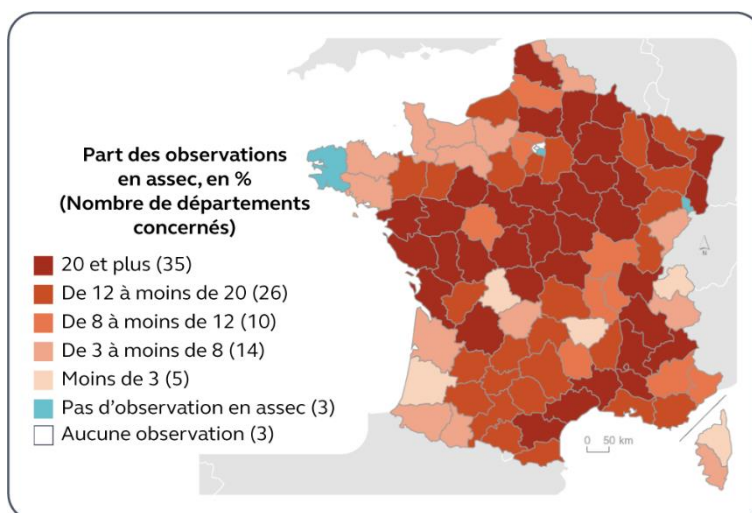 Part des observations
en assec, en %
(Nombre de départements
concernés)
20 et plus (35)
De 12 à moins de 20 (26)
De 8 à moins de 12 (10)
De 3 à moins de 8 (14)
Moins de 3 (5)
Pas d'observation en assec (3)
Aucune observation (3)
N
0 50 km